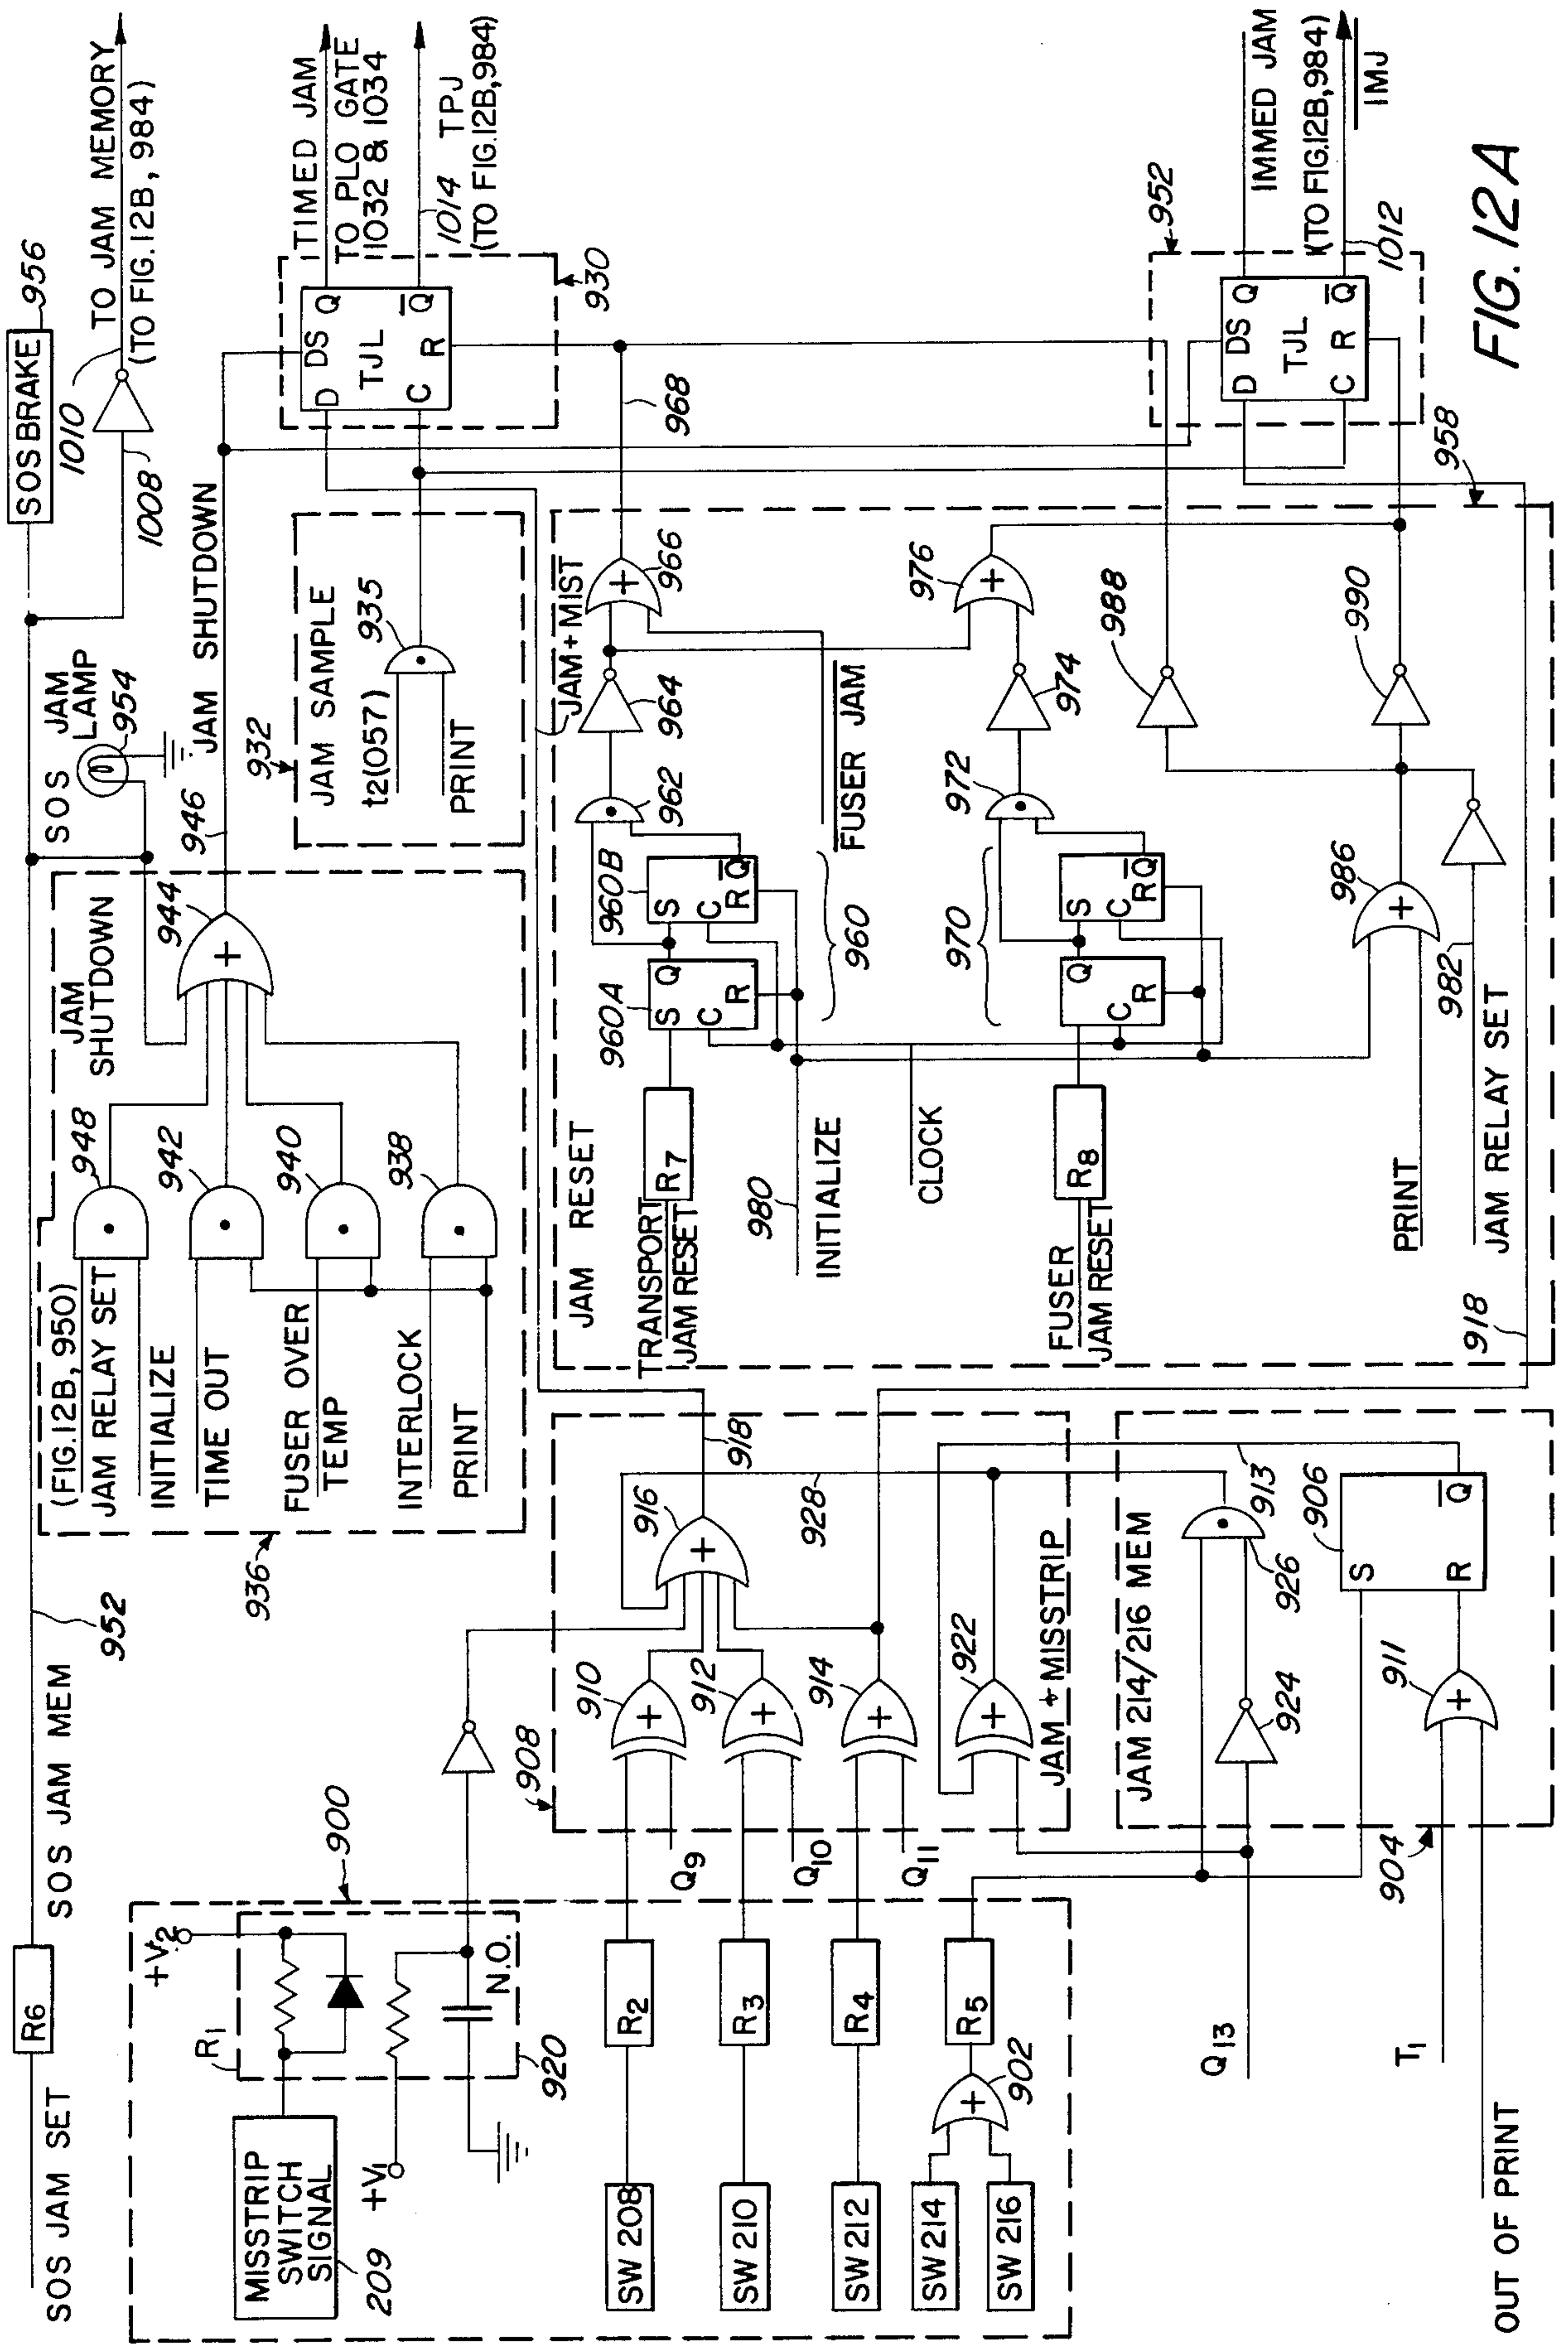 SOS JAM SET
R6
SOS JAM MEM
952
SOS BRAKE
956
1010
TO JAM MEMORY
(TO FIG.12B, 984)
1008
SOS JAM
LAMP
954
946
JAM SHUTDOWN
JAM
SHUTDOWN
944
(FIG.12B, 950)
JAM RELAY SET
INITIALIZE
TIME OUT
FUSER OVER
TEMP
INTERLOCK
PRINT
948
942
940
938
936
932
JAM SAMPLE
t2(057)
PRINT
935
TIMED JAM
TO PLO GATE
1032 & 1034
1014 TPJ
(TO FIG.12B,984)
D DS Q
TJL
C R Q
930
968
+V2
R1
900
MISSTRIP
SWITCH
SIGNAL
209
+V1
N.O.
920
SW 208
R2
SW 210
R3
SW 212
R4
SW 214
SW 216
902
R5
Q9
Q10
Q11
Q13
T1
OUT OF PRINT
908
910
912
914
916
918
922
928
JAM + MISSTRIP
JAM 214/216 MEM
904
924
926
913
906
S
R Q
911
JAM+MIST
JAM RESET
TRANSPORT
JAM RESET
R7
960A
S Q
C R
960B
S
C R Q
960
962
964
966
FUSER JAM
980
INITIALIZE
CLOCK
FUSER
JAM RESET
R8
970
Q
C R
S
C R Q
972
974
976
988
990
986
PRINT
982
JAM RELAY SET
918
958
952
D DS Q
TJL
C R Q
IMMED JAM
(TO FIG.12B,984)
1012
IMJ
FIG. 12A